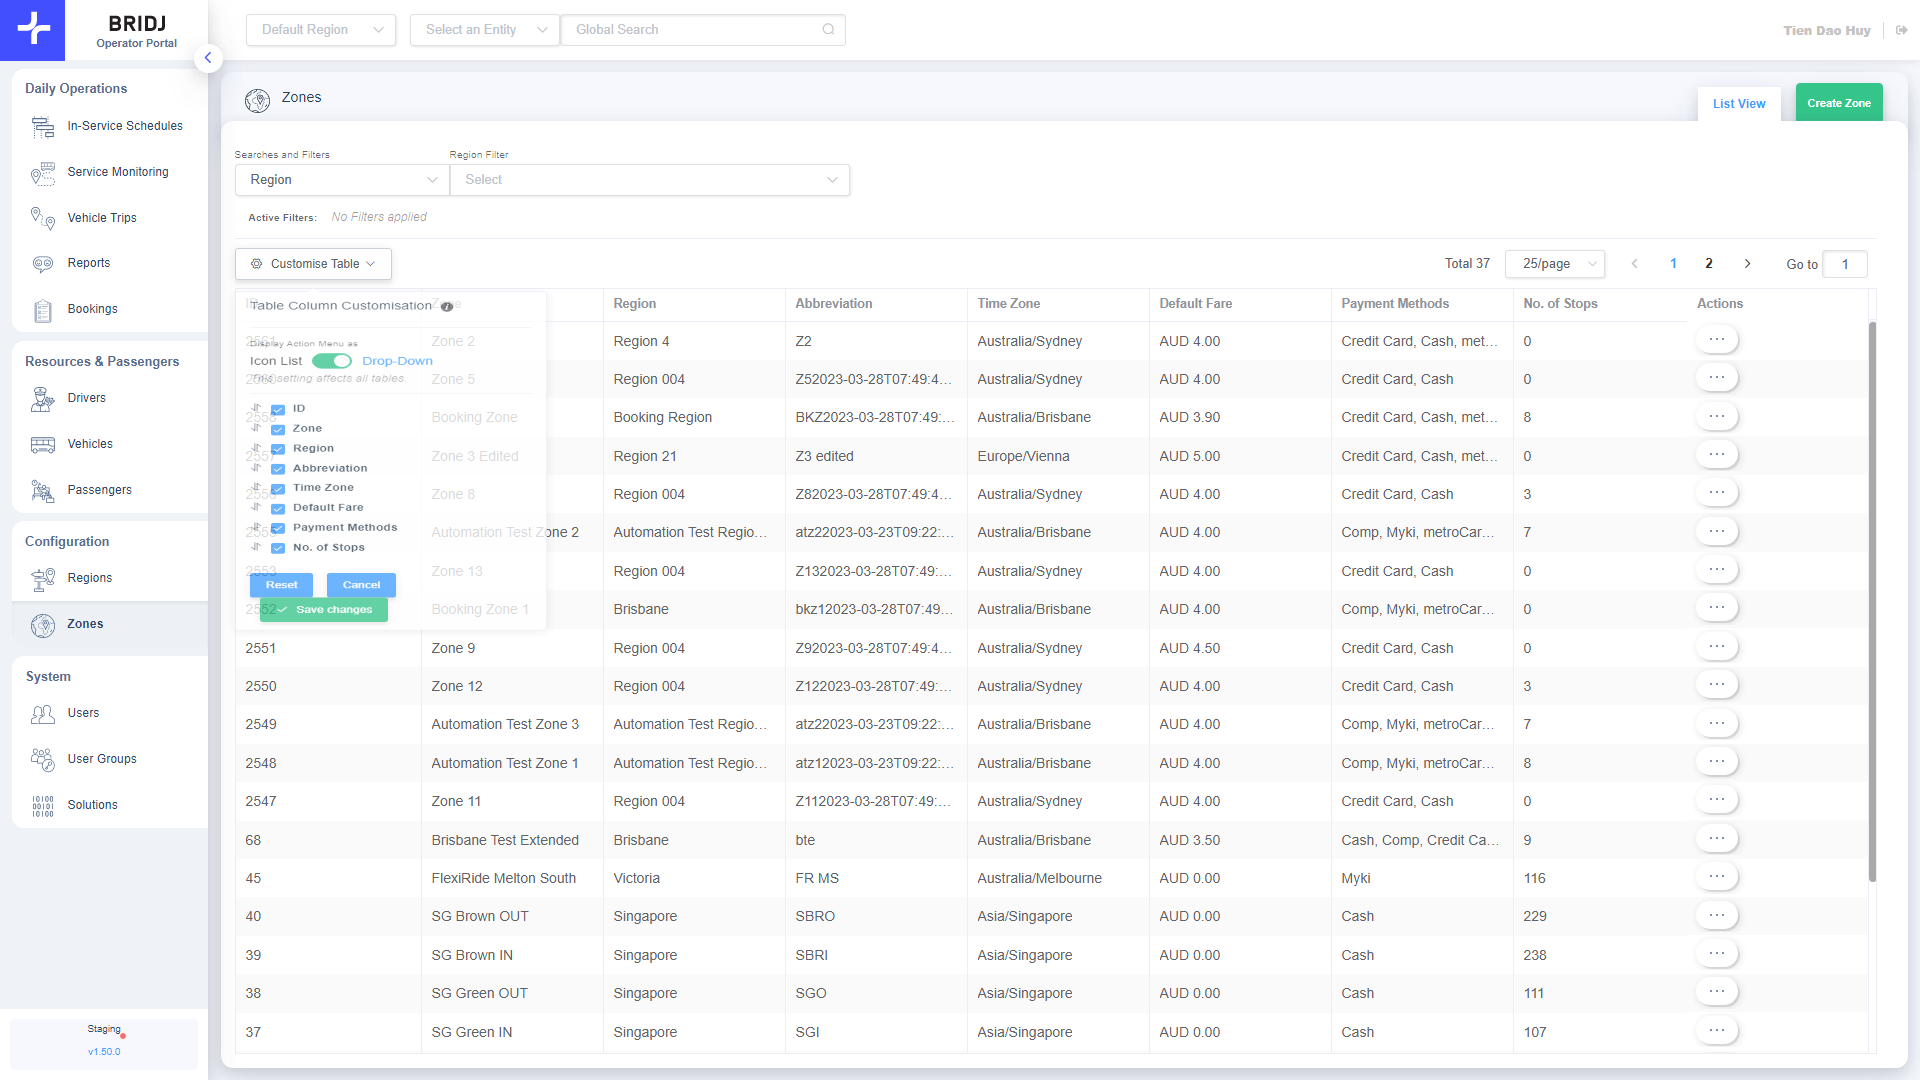 BRIDJ
Operator Portal
Default Region
Select an Entity
Global Search
Tien Dao Huy
Daily Operations
In-Service Schedules
Service Monitoring
Vehicle Trips
Reports
Bookings
Resources & Passengers
Drivers
Vehicles
Passengers
Configuration
Regions
Zones
System
Users
User Groups
Solutions
Staging
v1.50.0
Zones
List View
Create Zone
Searches and Filters
Region Filter
Region
Select
Active Filters: No Filters applied
Customise Table
Total 37
25/page
1
2
Go to
1
Table Column Customisation
Display Action Menu as
Icon List
Drop-Down
This setting affects all tables.
ID
Zone
Region
Abbreviation
Time Zone
Default Fare
Payment Methods
No. of Stops
Reset
Cancel
Save changes
Region Abbreviation Time Zone Default Fare Payment Methods No. of Stops Actions
Zone 2 Region 4 Z2 Australia/Sydney AUD 4.00 Credit Card, Cash, met... 0
Zone 5 Region 004 Z52023-03-28T07:49:4... Australia/Sydney AUD 4.00 Credit Card, Cash 0
Booking Zone Booking Region BKZ2023-03-28T07:49:... Australia/Brisbane AUD 3.90 Credit Card, Cash, met... 8
Zone 3 Edited Region 21 Z3 edited Europe/Vienna AUD 5.00 Credit Card, Cash, met... 0
Zone 8 Region 004 Z82023-03-28T07:49:4... Australia/Sydney AUD 4.00 Credit Card, Cash 3
Automation Test Zone 2 Automation Test Regio... atz22023-03-23T09:22:... Australia/Brisbane AUD 4.00 Comp, Myki, metroCar... 7
2553 Zone 13 Region 004 Z132023-03-28T07:49:... Australia/Sydney AUD 4.00 Credit Card, Cash 0
2552 Booking Zone 1 Brisbane bkz12023-03-28T07:49... Australia/Brisbane AUD 4.00 Comp, Myki, metroCar... 0
2551 Zone 9 Region 004 Z92023-03-28T07:49:4... Australia/Sydney AUD 4.50 Credit Card, Cash 0
2550 Zone 12 Region 004 Z122023-03-28T07:49:... Australia/Sydney AUD 4.00 Credit Card, Cash 3
2549 Automation Test Zone 3 Automation Test Regio... atz22023-03-23T09:22:... Australia/Brisbane AUD 4.00 Comp, Myki, metroCar... 7
2548 Automation Test Zone 1 Automation Test Regio... atz12023-03-23T09:22:... Australia/Brisbane AUD 4.00 Comp, Myki, metroCar... 8
2547 Zone 11 Region 004 Z112023-03-28T07:49:... Australia/Sydney AUD 4.00 Credit Card, Cash 0
68 Brisbane Test Extended Brisbane bte Australia/Brisbane AUD 3.50 Cash, Comp, Credit Ca... 9
45 FlexiRide Melton South Victoria FR MS Australia/Melbourne AUD 0.00 Myki 116
40 SG Brown OUT Singapore SBRO Asia/Singapore AUD 0.00 Cash 229
39 SG Brown IN Singapore SBRI Asia/Singapore AUD 0.00 Cash 238
38 SG Green OUT Singapore SGO Asia/Singapore AUD 0.00 Cash 111
37 SG Green IN Singapore SGI Asia/Singapore AUD 0.00 Cash 107